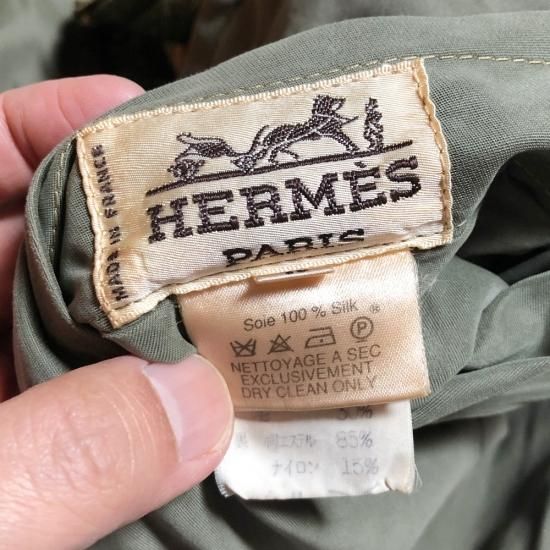 MADE IN FRANCE
HERMÈS
PARIS
Soie 100 % Silk
P
NETTOYAGE A SEC
EXCLUSIVEMENT
DRY CLEAN ONLY
50%
ポリエステル 85%
ナイロン 15%